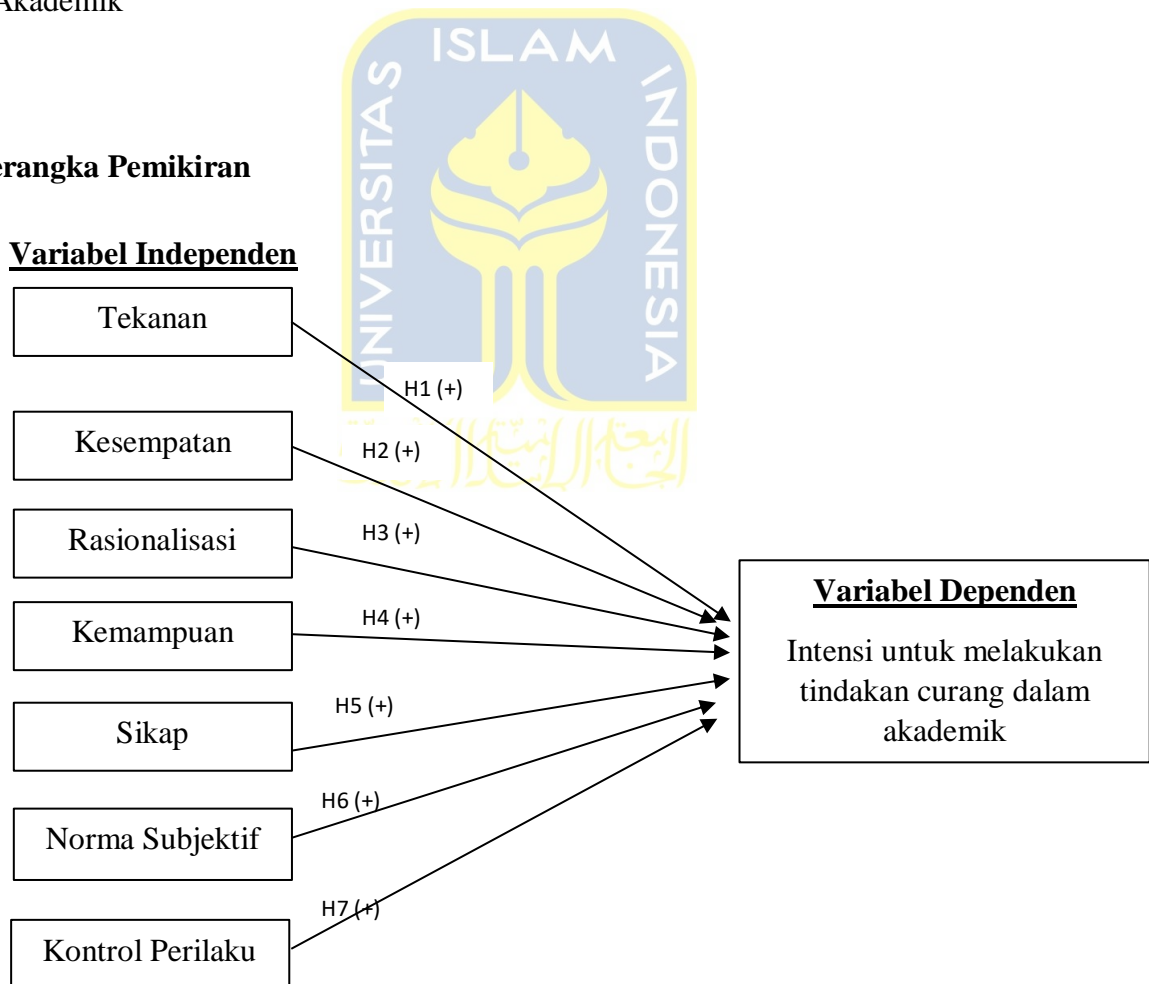 Akademik
ISLAM
UNIVERSITAS
INDONESIA
erangka Pemikiran
Variabel Independen
Tekanan
H1 (+)
Kesempatan
H2 (+)
Rasionalisasi
H3 (+)
Kemampuan
H4 (+)
Variabel Dependen
Intensi untuk melakukan
tindakan curang dalam
akademik
Sikap
H5 (+)
Norma Subjektif
H6 (+)
Kontrol Perilaku
H7 (+)